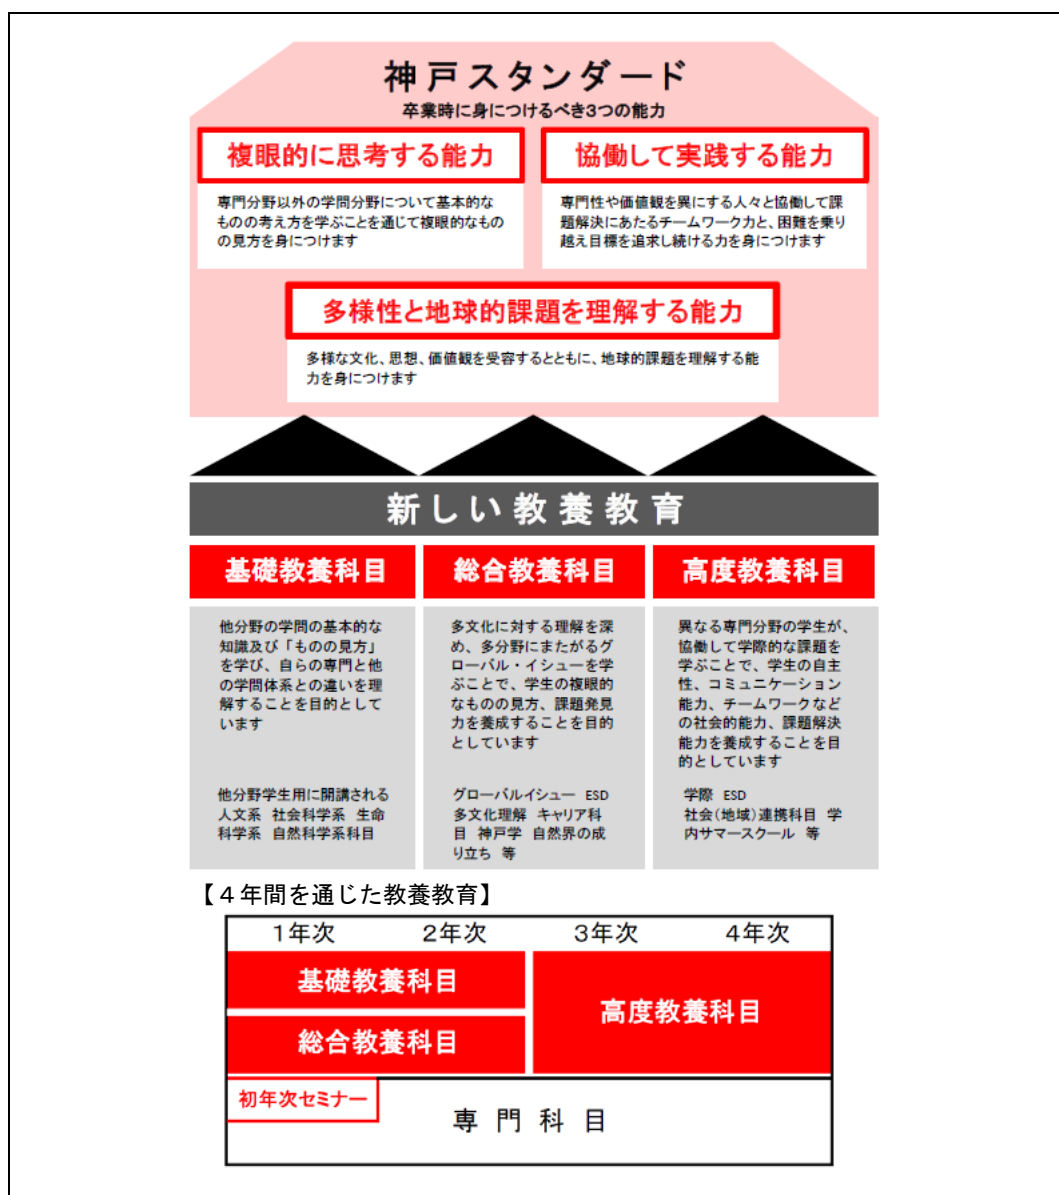 神戸スタンダード
卒業時に身につけるべき3つの能力
複眼的に思考する能力
専門分野以外の学問分野について基本的な
ものの考え方を学ぶことを通じて複眼的なもの
の見方を身につけます
協働して実践する能力
専門性や価値観を異にする人々と協働して課
題解決にあたるチームワーク力と、困難を乗り
越え目標を追求し続ける力を身につけます
多様性と地球的課題を理解する能力
多様な文化、思想、価値観を受容するとともに、地球的課題を理解する能
力を身につけます
新しい教養教育
基礎教養科目
他分野の学問の基本的な
知識及び「ものの見方」
を学び、自らの専門と他
の学問体系との違いを理
解することを目的として
います
他分野学生用に開講される
人文系 社会科学系 生命
科学系 自然科学系科目
総合教養科目
多文化に対する理解を深
め、多分野にまたがるグ
ローバル・イシューを学
ぶことで、学生の複眼的
なものの見方、課題発見
力を養成することを目的
としています
グローバルイシュー ESD
多文化理解 キャリア科
目 神戸学 自然界の成
り立ち 等
高度教養科目
異なる専門分野の学生が、
協働して学際的な課題を
学ぶことで、学生の自主
性、コミュニケーション
能力、チームワークなど
の社会的能力、課題解決
能力を養成することを目
的としています
学際 ESD
社会(地域)連携科目 学
内サマースクール 等
【４年間を通じた教養教育】
1年次 2年次 3年次 4年次
基礎教養科目
総合教養科目
高度教養科目
初年次セミナー
専門科目